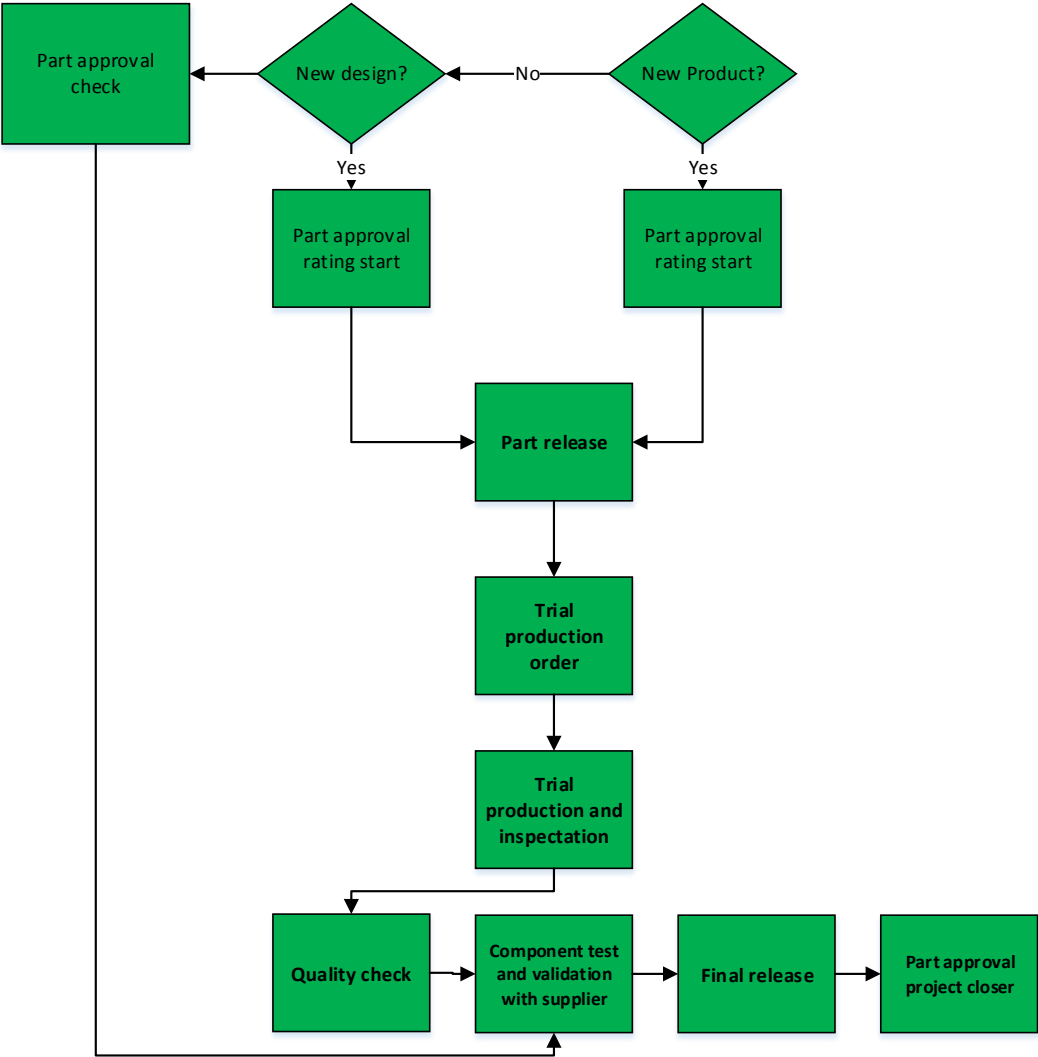 Part approval
check
New design?
No
New Product?
Yes
Yes
Part approval
rating start
Part approval
rating start
Part release
Trial
production
order
Trial
production and
inspectation
Quality check
Component test
and validation
with supplier
Final release
Part approval
project closer